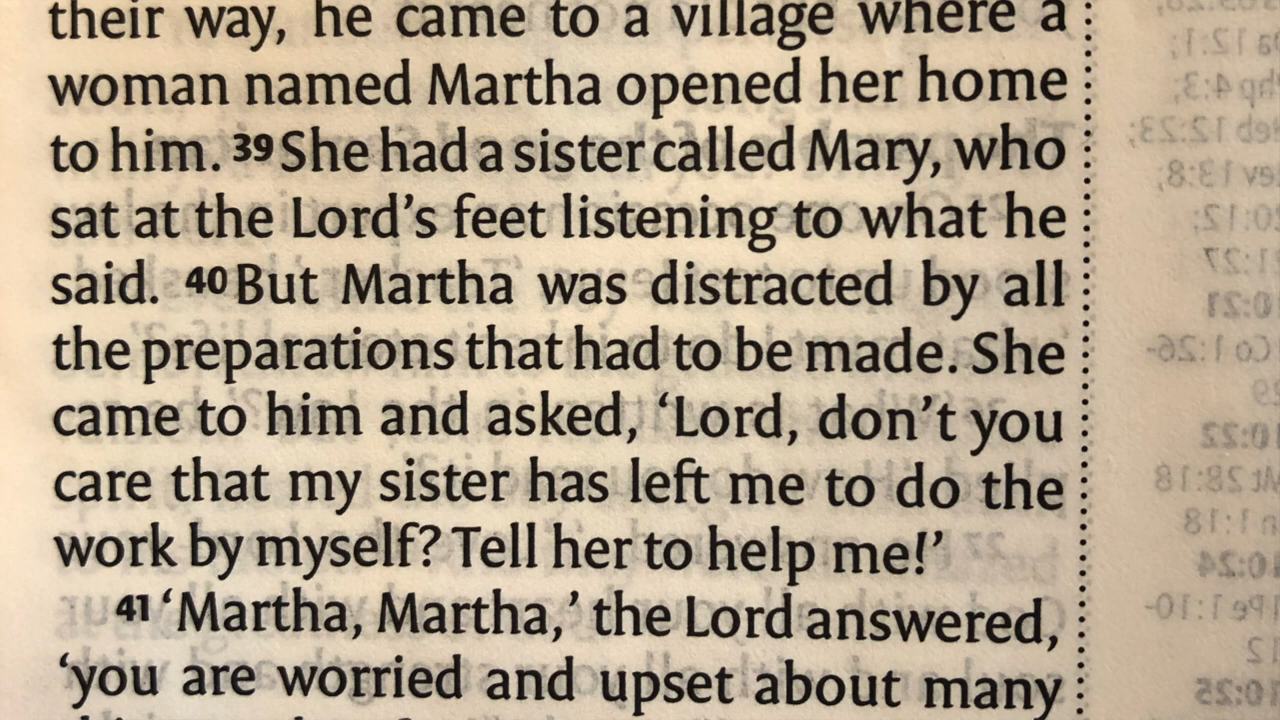 their way, he came to a village where a
woman named Martha opened her home
to him. 39 She had a sister called Mary, who
sat at the Lord’s feet listening to what he
said. 40 But Martha was distracted by all
the preparations that had to be made. She
came to him and asked, ‘Lord, don’t you
care that my sister has left me to do the
work by myself? Tell her to help me!’
41 ‘Martha, Martha,’ the Lord answered,
‘you are worried and upset about many